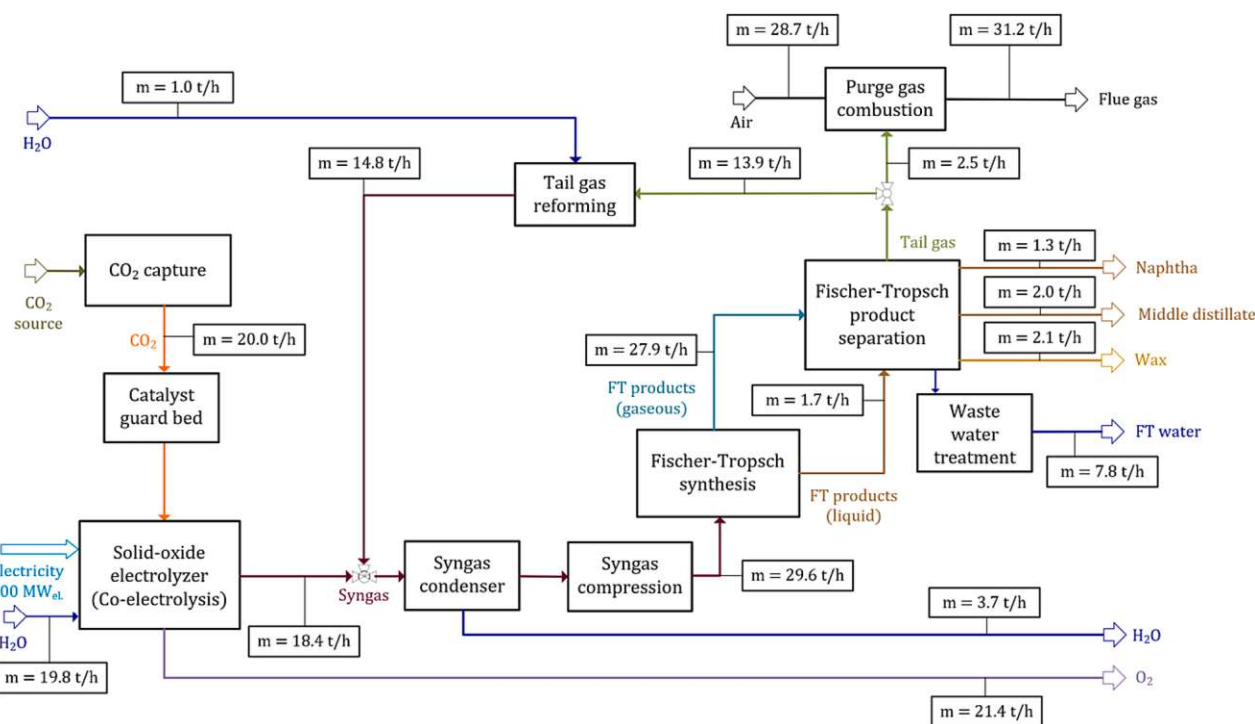 m = 28.7 t/h
m = 31.2 t/h
m = 1.0 t/h
Purge gas
combustion
Air
Flue gas
H₂O
m = 14.8 t/h
m = 13.9 t/h
m = 2.5 t/h
Tail gas
reforming
Tail gas
m = 1.3 t/h
CO₂ capture
Fischer-Tropsch
product
separation
Naphtha
m = 2.0 t/h
CO₂
source
Middle distillate
m = 2.1 t/h
CO₂
m = 20.0 t/h
m = 27.9 t/h
Wax
FT products
(gaseous)
m = 1.7 t/h
Catalyst
guard bed
Waste
water
treatment
FT water
Fischer-Tropsch
synthesis
m = 7.8 t/h
FT products
(liquid)
Solid-oxide
electrolyzer
(Co-electrolysis)
Syngas
condenser
Syngas
compression
lectricity
00 MWel.
Syngas
m = 29.6 t/h
m = 3.7 t/h
H₂O
m = 18.4 t/h
H₂O
m = 19.8 t/h
O₂
m = 21.4 t/h